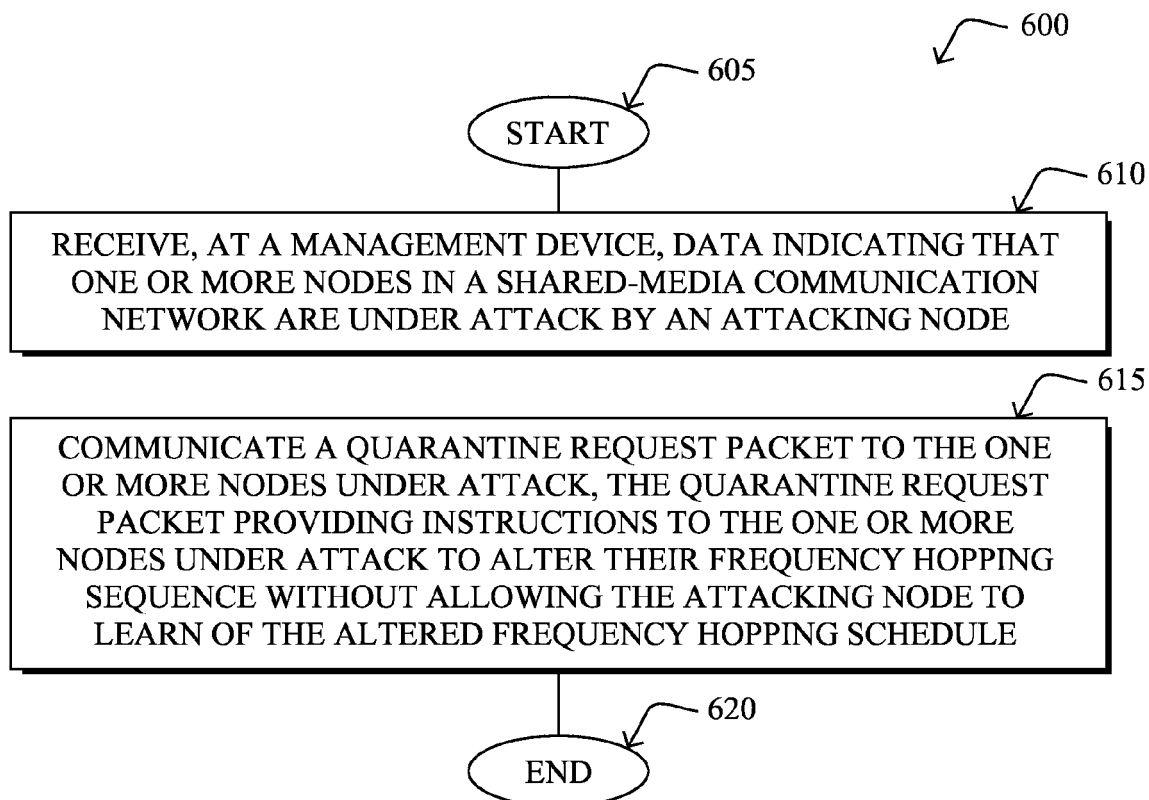 600
605
START
610
RECEIVE, AT A MANAGEMENT DEVICE, DATA INDICATING THAT
ONE OR MORE NODES IN A SHARED-MEDIA COMMUNICATION
NETWORK ARE UNDER ATTACK BY AN ATTACKING NODE
615
COMMUNICATE A QUARANTINE REQUEST PACKET TO THE ONE
OR MORE NODES UNDER ATTACK, THE QUARANTINE REQUEST
PACKET PROVIDING INSTRUCTIONS TO THE ONE OR MORE
NODES UNDER ATTACK TO ALTER THEIR FREQUENCY HOPPING
SEQUENCE WITHOUT ALLOWING THE ATTACKING NODE TO
LEARN OF THE ALTERED FREQUENCY HOPPING SCHEDULE
620
END